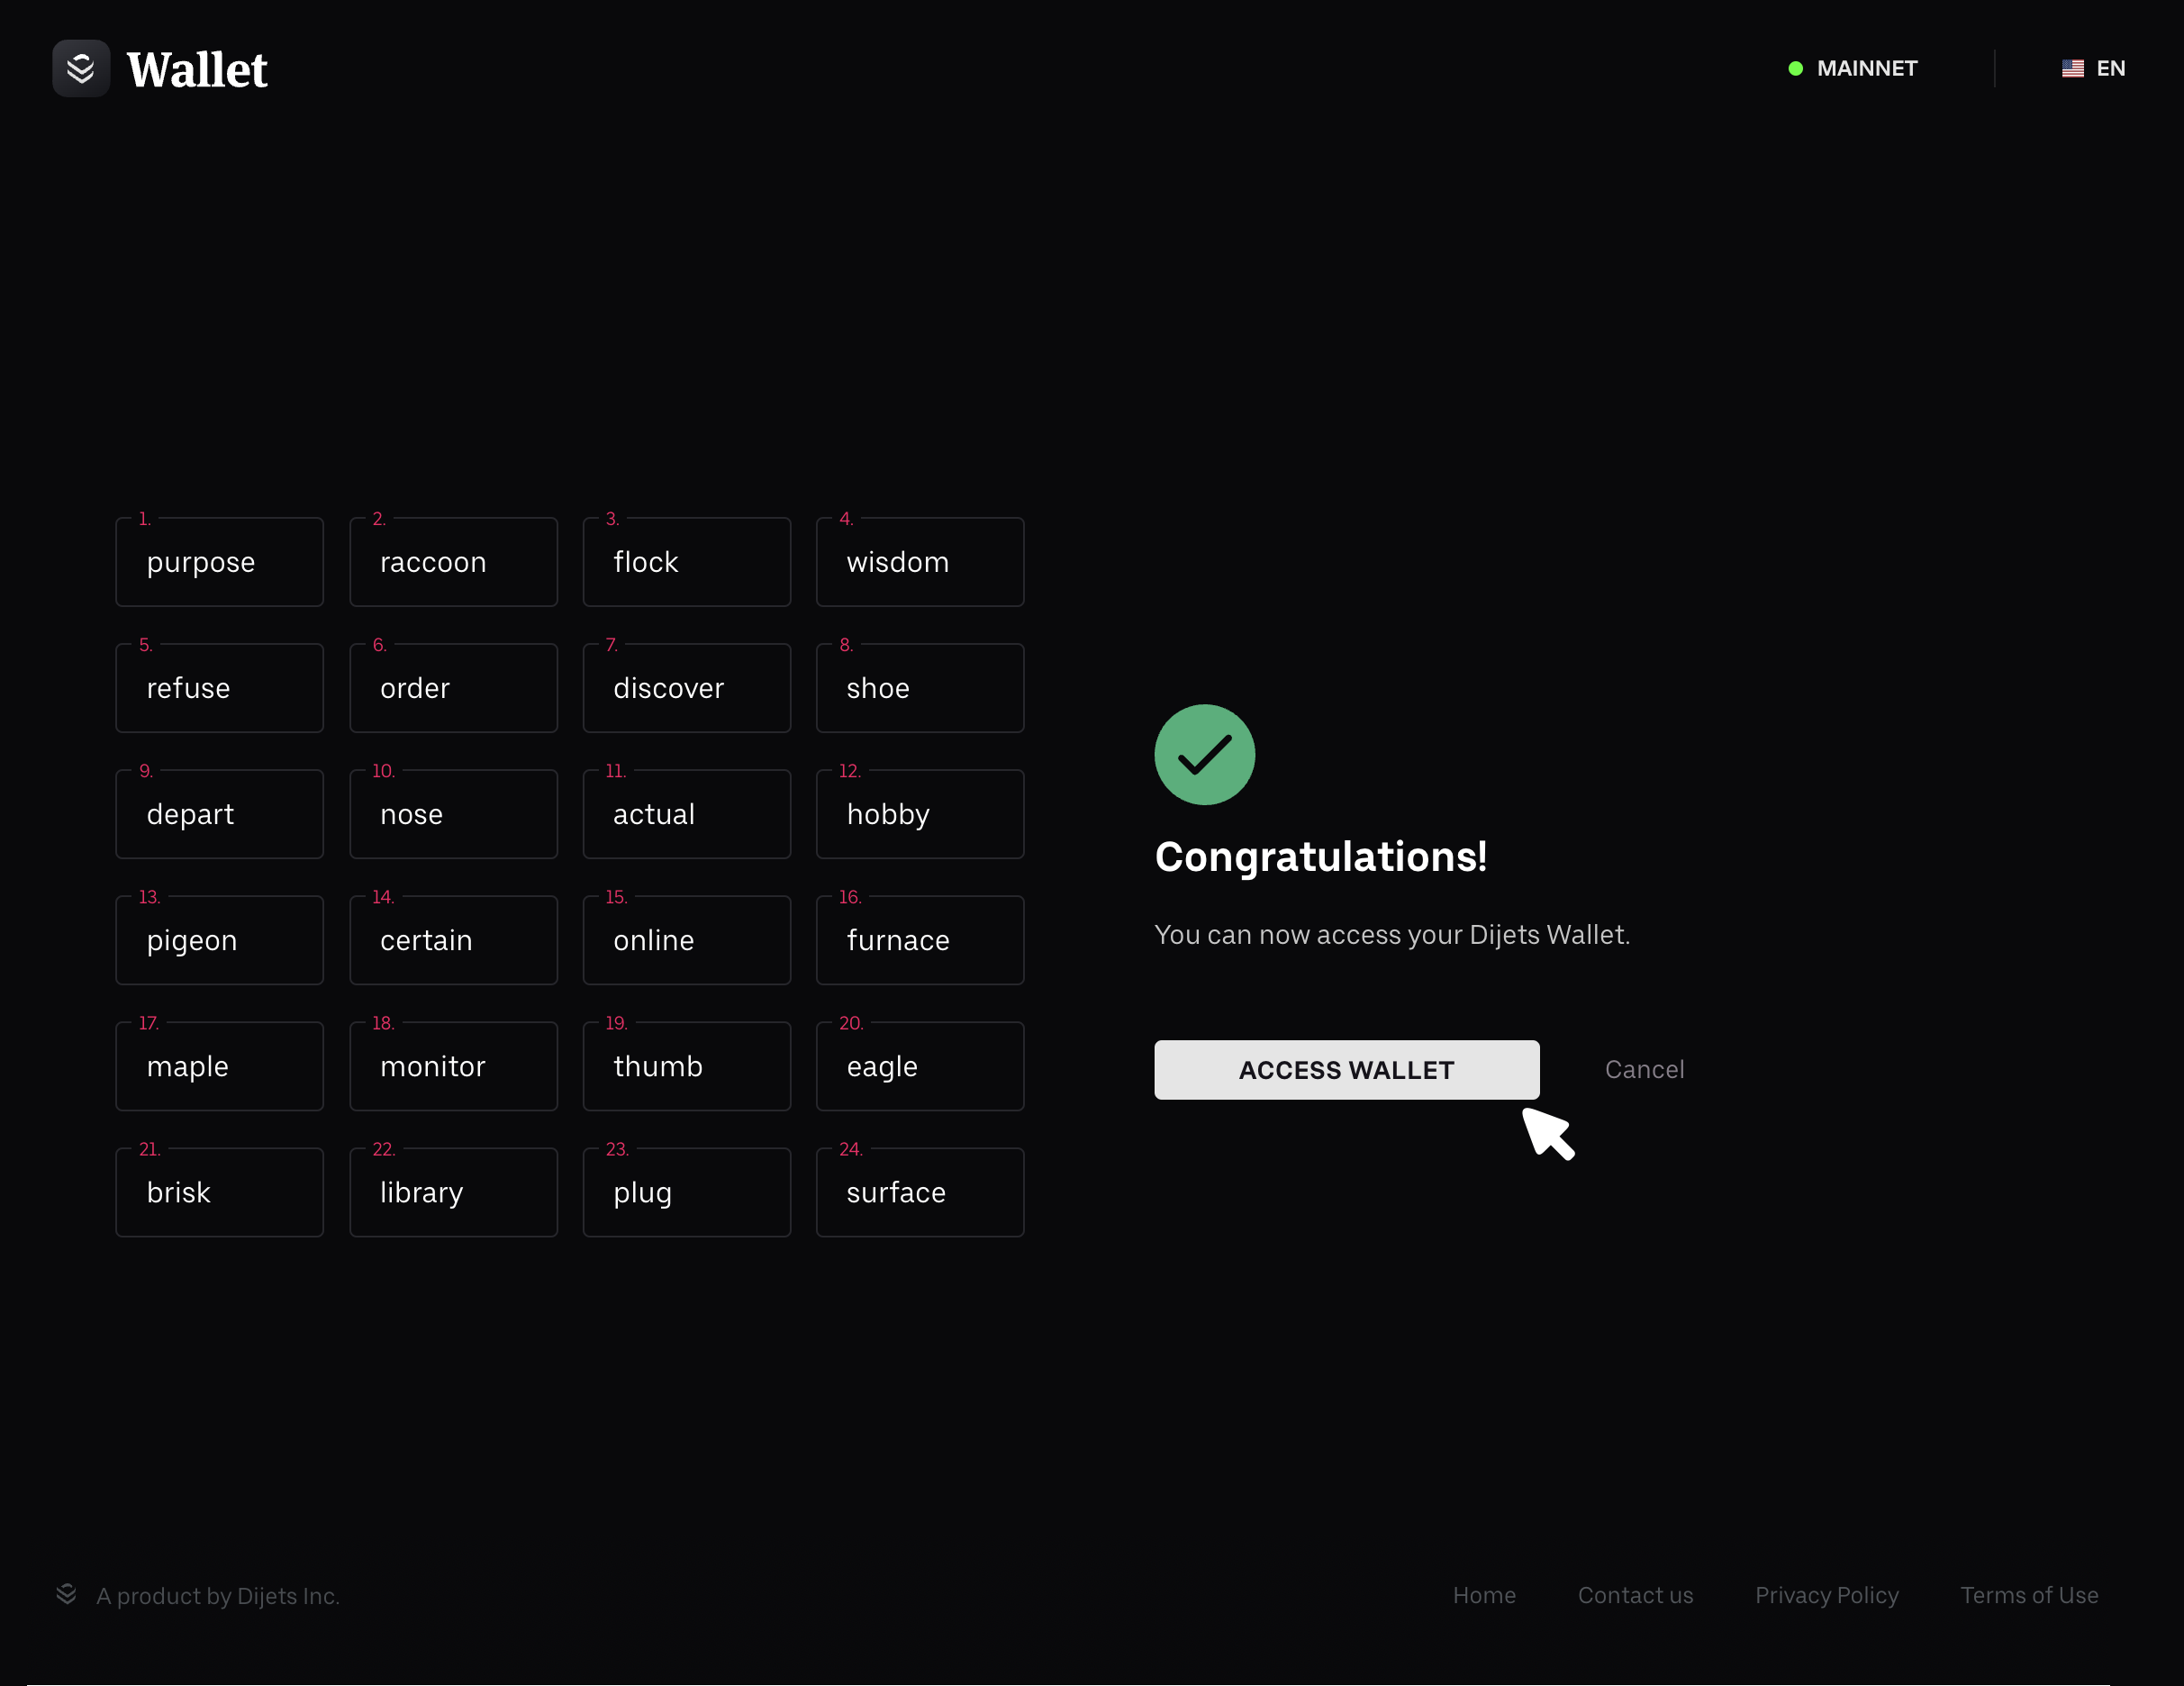 Wallet
MAINNET
EN
1. 2. 3. 4.
purpose raccoon flock wisdom
5. 6. 7. 8.
refuse order discover shoe
9. 10. 11. 12.
depart nose actual hobby
13. 14. 15. 16.
pigeon certain online furnace
17. 18. 19. 20.
maple monitor thumb eagle
21. 22. 23. 24.
brisk library plug surface
Congratulations!
You can now access your Dijets Wallet.
ACCESS WALLET
Cancel
A product by Dijets Inc.
Home Contact us Privacy Policy Terms of Use